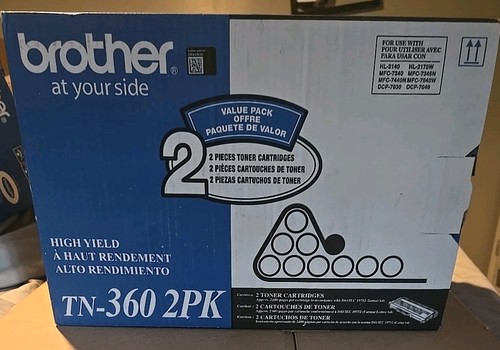 brother®
at your side
FOR USE WITH
POUR UTILISER AVEC
PARA USAR CON
HL-2140 HL-2170W
MFC-7340 MFC-7345N
MFC-7440N MFC-7840W
DCP-7030 DCP-7040
VALUE PACK
OFFRE
PAQUETE DE VALOR
2
2 PIECES TONER CARTRIDGES
2 PIÈCES CARTOUCHES DE TONER
2 PIEZAS CARTUCHOS DE TONER
HIGH YIELD
À HAUT RENDEMENT
ALTO RENDIMIENTO
TN-360 2PK
2 TONER CARTRIDGES
2 CARTOUCHES DE TONER
2 CARTUCHOS DE TONER